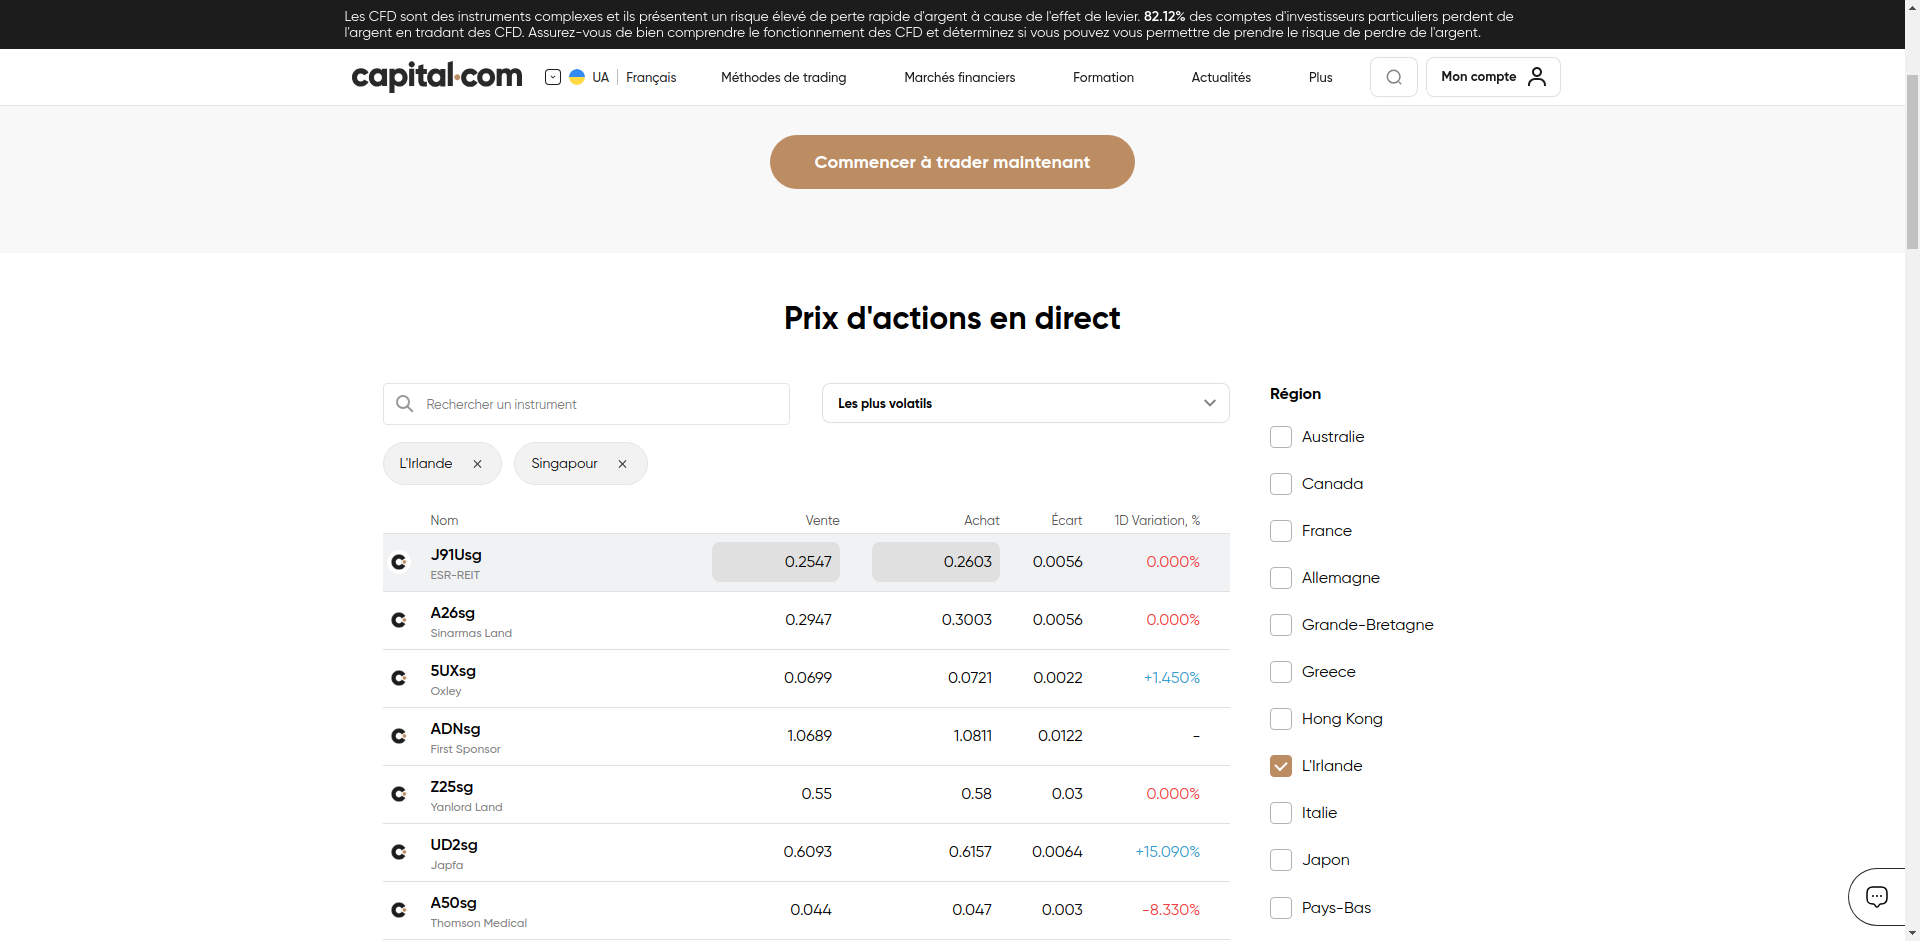 Les CFD sont des instruments complexes et ils présentent un risque élevé de perte rapide d'argent à cause de l'effet de levier. 82.12% des comptes d'investisseurs particuliers perdent de
l'argent en tradant des CFD. Assurez-vous de bien comprendre le fonctionnement des CFD et déterminez si vous pouvez vous permettre de prendre le risque de perdre de l'argent.
capital.com UA Français Méthodes de trading Marchés financiers Formation Actualités Plus Mon compte
Commencer à trader maintenant
Prix d'actions en direct
Rechercher un instrument
Les plus volatils
L'Irlande
Singapour
Nom Vente Achat Écart 1D Variation, %
J91Usg 0.2547 0.2603 0.0056 0.000%
ESR-REIT
A26sg 0.2947 0.3003 0.0056 0.000%
Sinarmas Land
5UXsg 0.0699 0.0721 0.0022 +1.450%
Oxley
ADNsg 1.0689 1.0811 0.0122 -
First Sponsor
Z25sg 0.55 0.58 0.03 0.000%
Yanlord Land
UD2sg 0.6093 0.6157 0.0064 +15.090%
Japfa
A50sg 0.044 0.047 0.003 -8.330%
Thomson Medical
Région
Australie
Canada
France
Allemagne
Grande-Bretagne
Greece
Hong Kong
L'Irlande
Italie
Japon
Pays-Bas